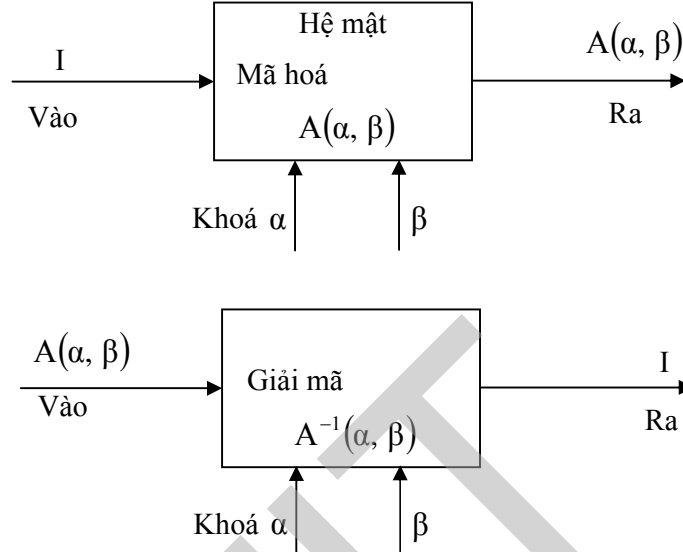 Hệ mật
I
A(α, β)
Mã hoá
Vào
Ra
A(α, β)
Khoá α
β
A(α, β)
I
Giải mã
Vào
Ra
A⁻¹(α, β)
Khoá α
β